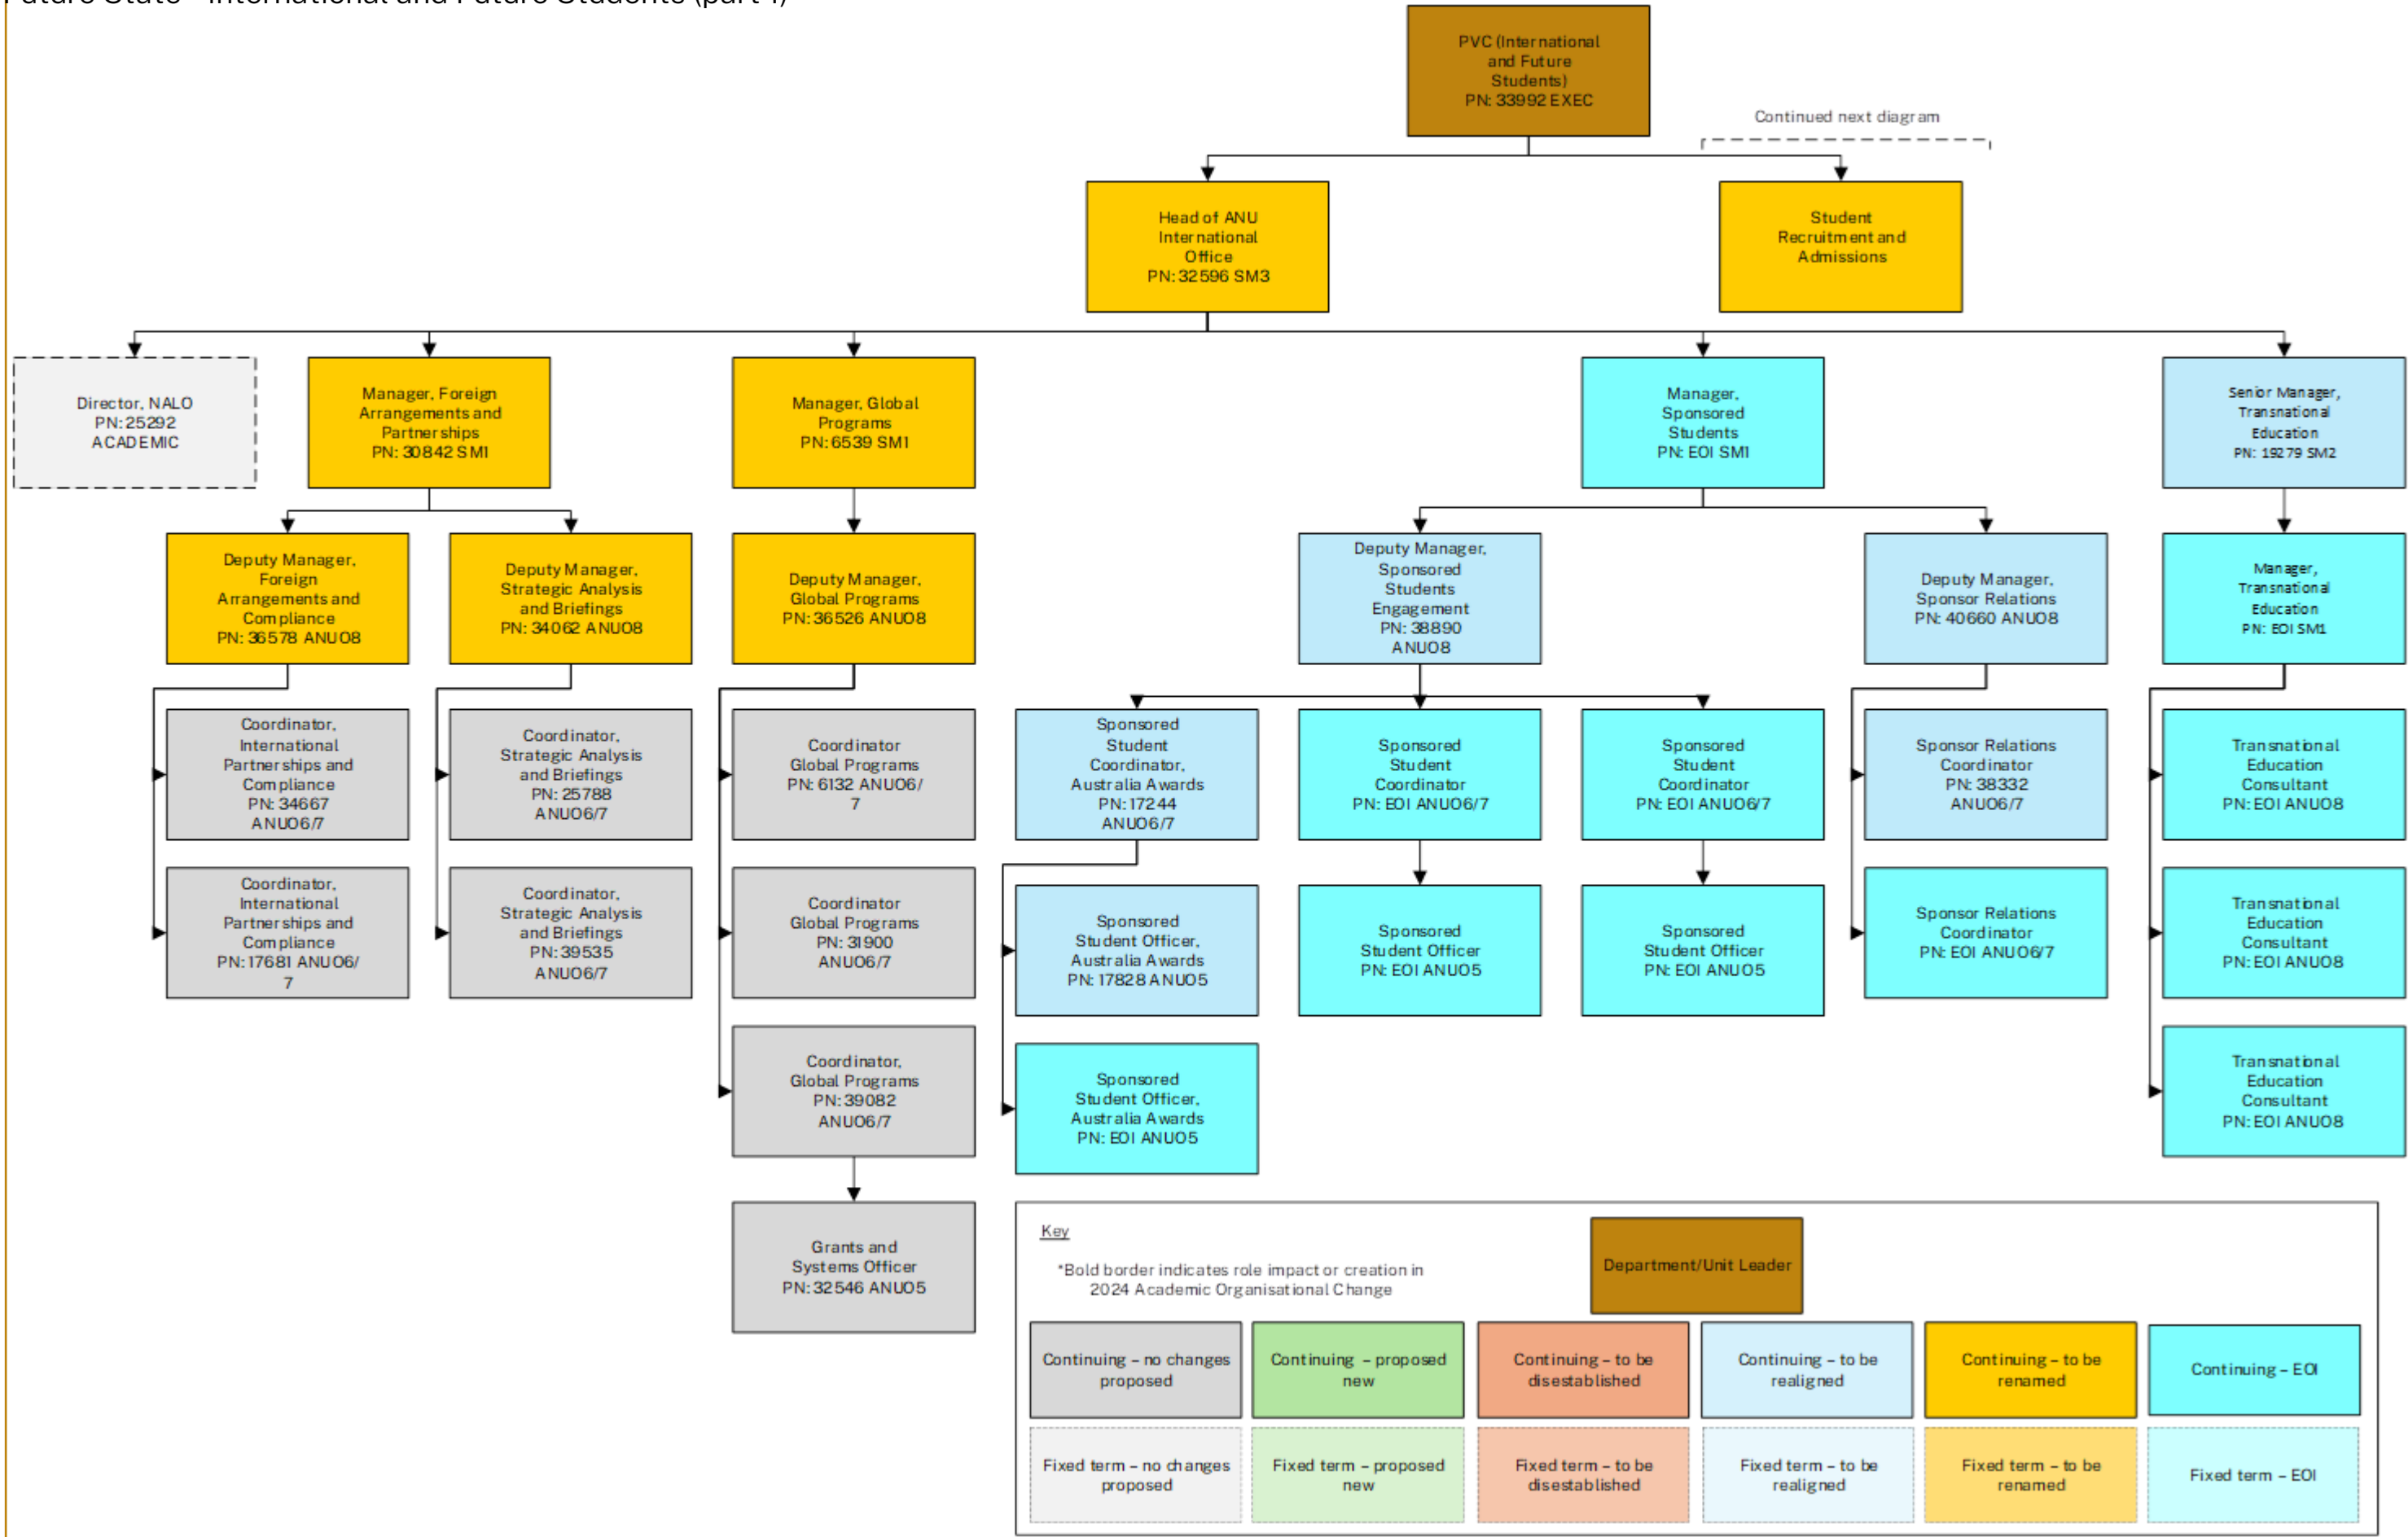 Future State - International and Future Students (part 1)
PVC (International
and Future
Students)
PN: 33992 EXEC
Continued next diagram
Head of ANU
International
Office
PN: 32596 SM3
Student
Recruitment and
Admissions
Director, NALO
PN: 25292
ACADEMIC
Manager, Foreign
Arrangements and
Partnerships
PN: 30842 SM1
Manager, Global
Programs
PN: 6539 SM1
Manager,
Sponsored
Students
PN: EOI SM1
Senior Manager,
Transnational
Education
PN: 19279 SM2
Deputy Manager,
Foreign
Arrangements and
Compliance
PN: 36578 ANUO8
Deputy Manager,
Strategic Analysis
and Briefings
PN: 34062 ANUO8
Deputy Manager,
Global Programs
PN: 36526 ANUO8
Deputy Manager,
Sponsored
Students
Engagement
PN: 38890
ANUO8
Deputy Manager,
Sponsor Relations
PN: 40660 ANUO8
Manager,
Transnational
Education
PN: EOI SM1
Coordinator,
International
Partnerships and
Compliance
PN: 34667
ANUO6/7
Coordinator,
Strategic Analysis
and Briefings
PN: 25788
ANUO6/7
Coordinator
Global Programs
PN: 6132 ANUO6/
7
Sponsored
Student
Coordinator,
Australia Awards
PN: 17244
ANUO6/7
Sponsored
Student
Coordinator
PN: EOI ANUO6/7
Sponsored
Student
Coordinator
PN: EOI ANUO6/7
Sponsor Relations
Coordinator
PN: 38332
ANUO6/7
Transnational
Education
Consultant
PN: EOI ANUO8
Coordinator,
International
Partnerships and
Compliance
PN: 17681 ANUO6/
7
Coordinator,
Strategic Analysis
and Briefings
PN: 39535
ANUO6/7
Coordinator
Global Programs
PN: 31900
ANUO6/7
Sponsored
Student Officer,
Australia Awards
PN: 17828 ANUO5
Sponsored
Student Officer
PN: EOI ANUO5
Sponsored
Student Officer
PN: EOI ANUO5
Sponsor Relations
Coordinator
PN: EOI ANUO6/7
Transnational
Education
Consultant
PN: EOI ANUO8
Coordinator,
Global Programs
PN: 39082
ANUO6/7
Sponsored
Student Officer,
Australia Awards
PN: EOI ANUO5
Transnational
Education
Consultant
PN: EOI ANUO8
Grants and
Systems Officer
PN: 32546 ANUO5
Key
*Bold border indicates role impact or creation in
2024 Academic Organisational Change
Department/Unit Leader
Continuing – no changes
proposed
Continuing – proposed
new
Continuing – to be
disestablished
Continuing – to be
realigned
Continuing – to be
renamed
Continuing – EOI
Fixed term – no changes
proposed
Fixed term – proposed
new
Fixed term – to be
disestablished
Fixed term – to be
realigned
Fixed term – to be
renamed
Fixed term – EOI